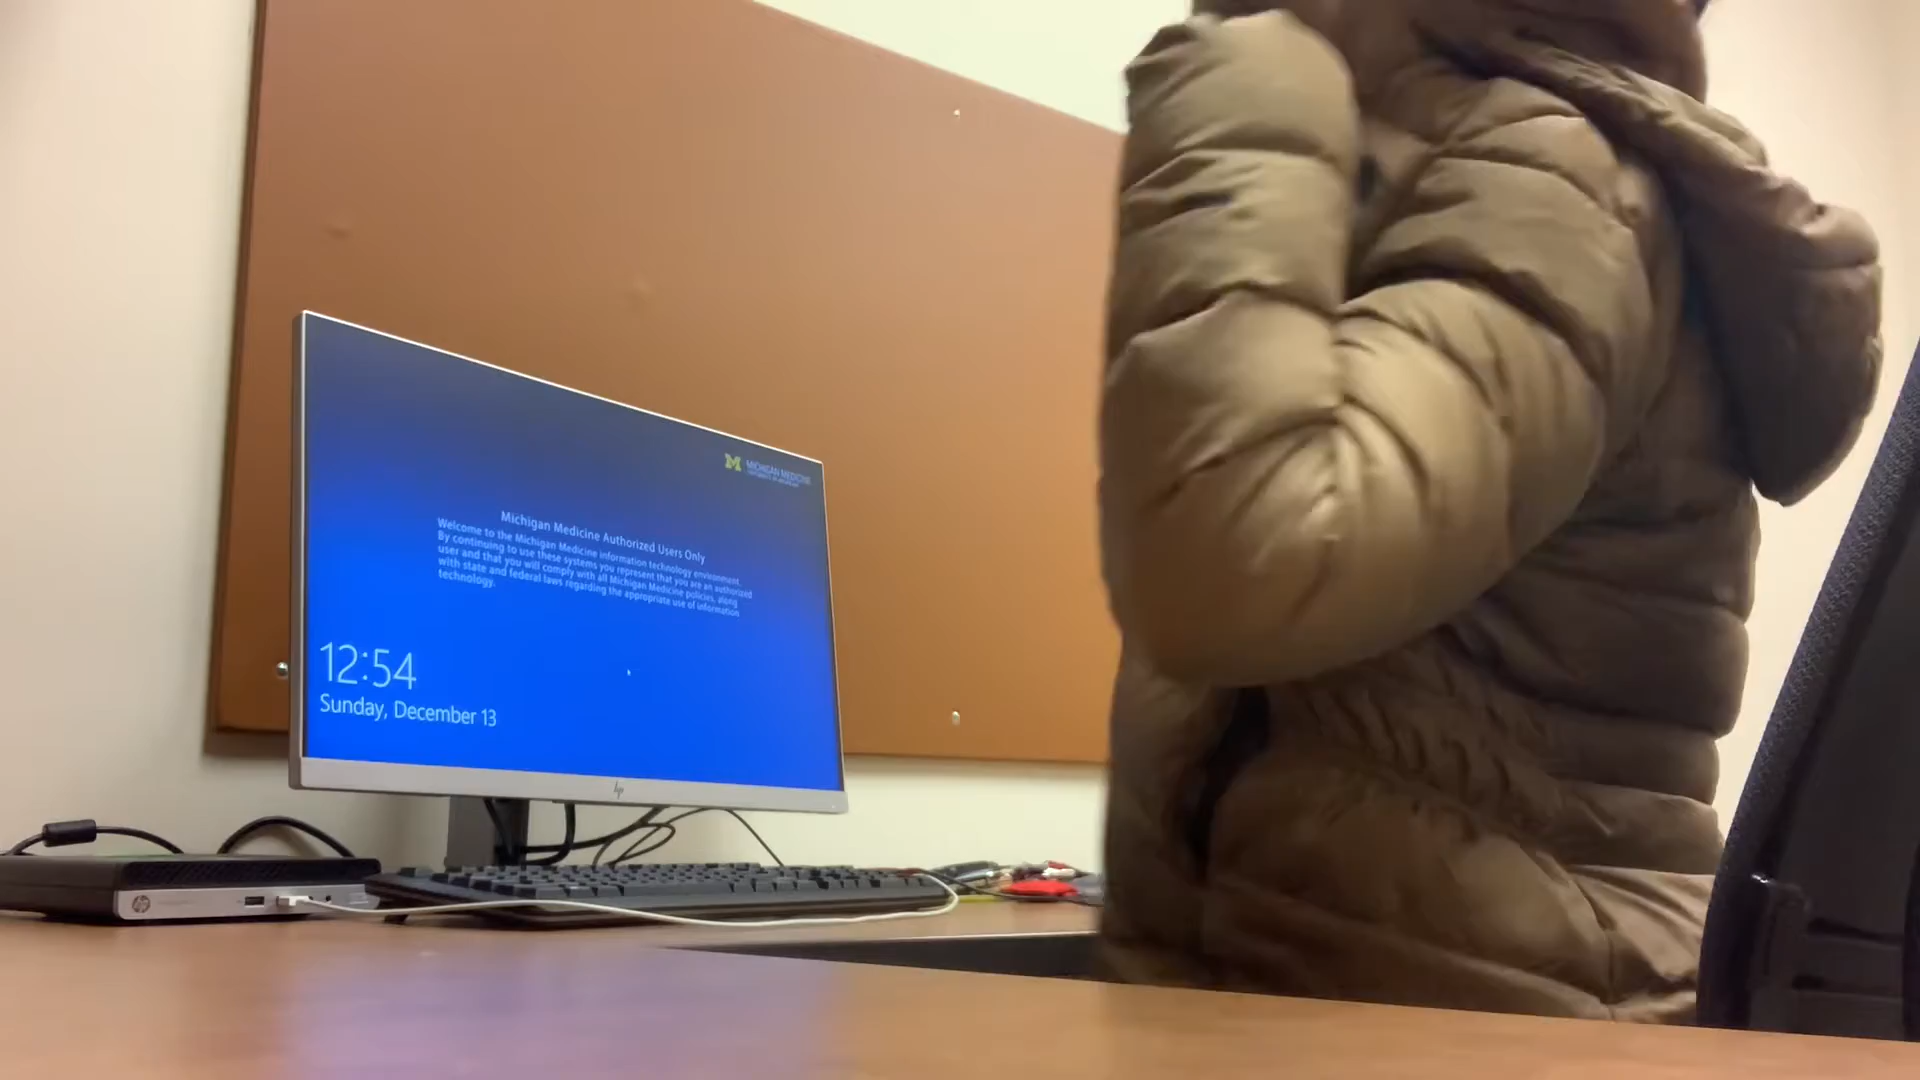 M MICHIGAN MEDICINE
Michigan Medicine Authorized Users Only
Welcome to the Michigan Medicine information technology environment.
By continuing to use these systems you represent that you are an authorized
user and that you will comply with all Michigan Medicine policies, along
with state and federal laws regarding the appropriate use of information
technology.
12:54
Sunday, December 13
hp
hp